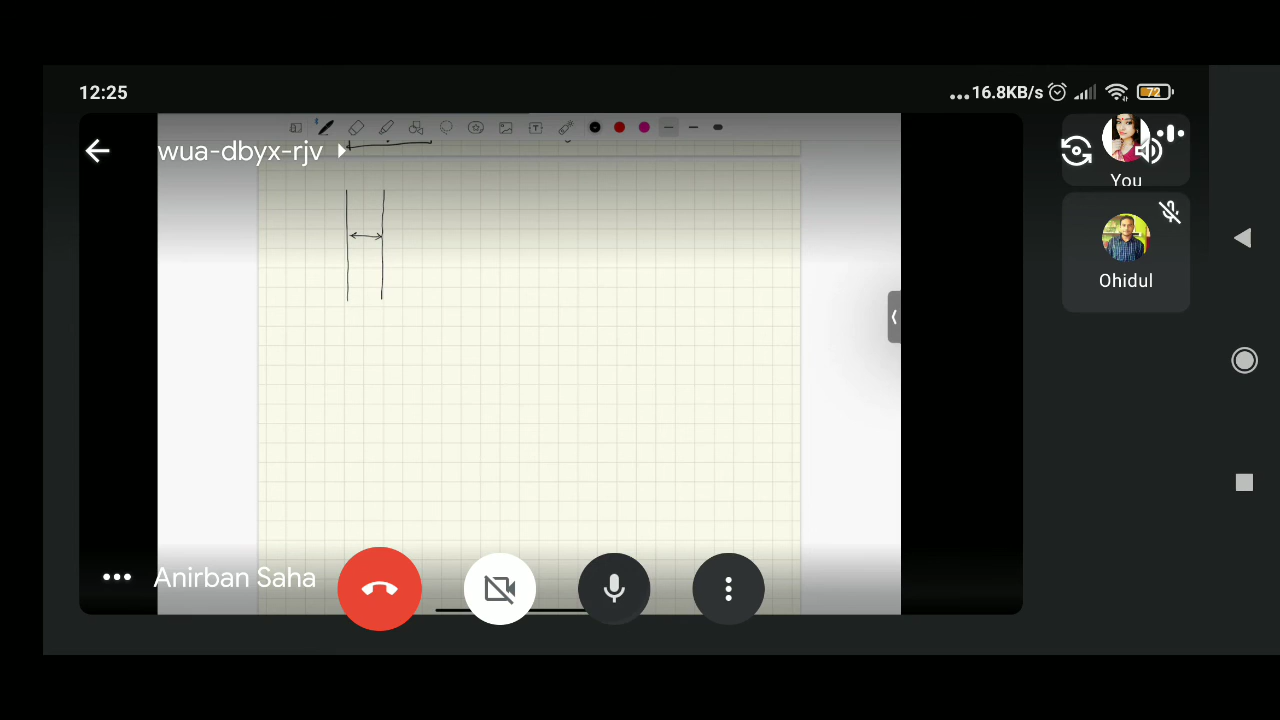 12:25
...16.8KB/s
72
wua-dbyx-rjv
You
Ohidul
Anirban Saha